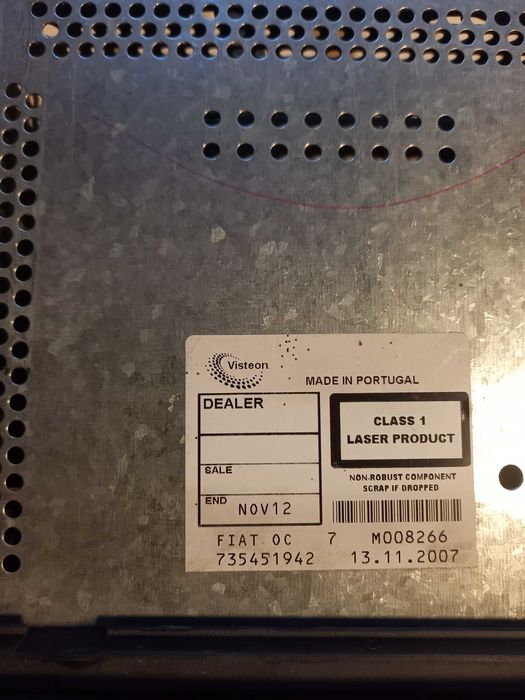 Visteon
MADE IN PORTUGAL
DEALER
CLASS 1
LASER PRODUCT
SALE
NON-ROBUST COMPONENT
SCRAP IF DROPPED
END NOV12
FIAT OC 7 M008266
735451942 13.11.2007